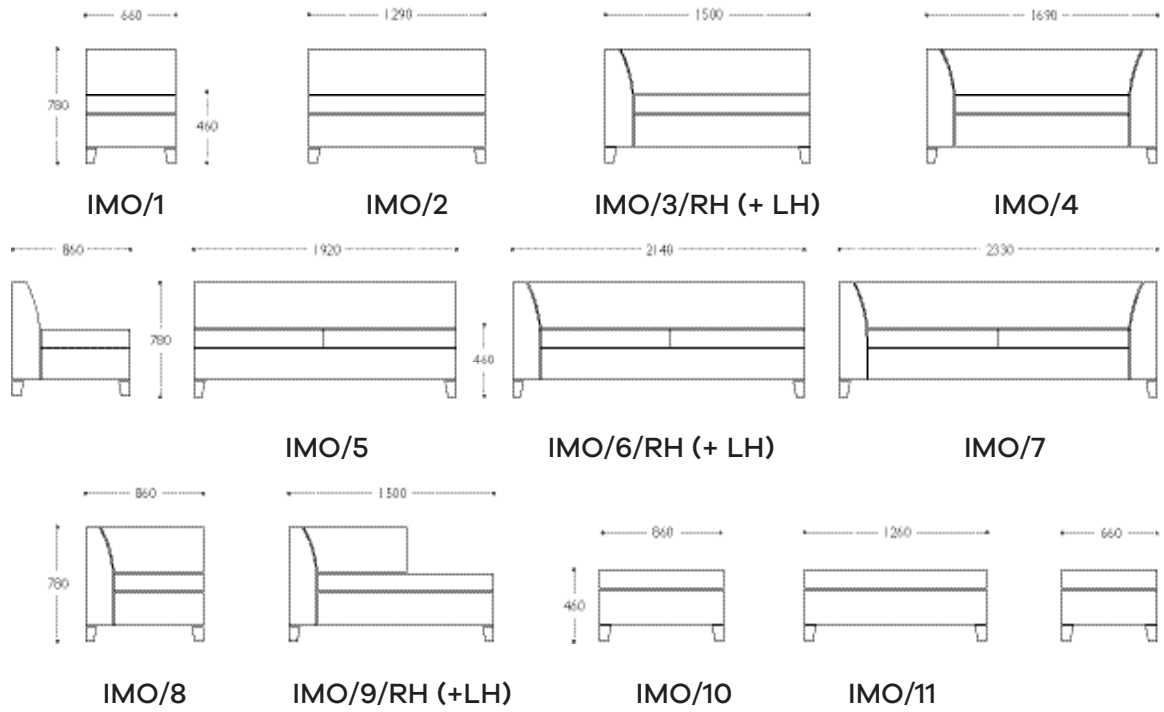 660 1290 1500 1690
780 460
IMO/1 IMO/2 IMO/3/RH (+ LH) IMO/4
860 1920 2140 2330
780 460
IMO/5 IMO/6/RH (+ LH) IMO/7
860 1500
860 1260 660
780 460
IMO/8 IMO/9/RH (+LH) IMO/10 IMO/11